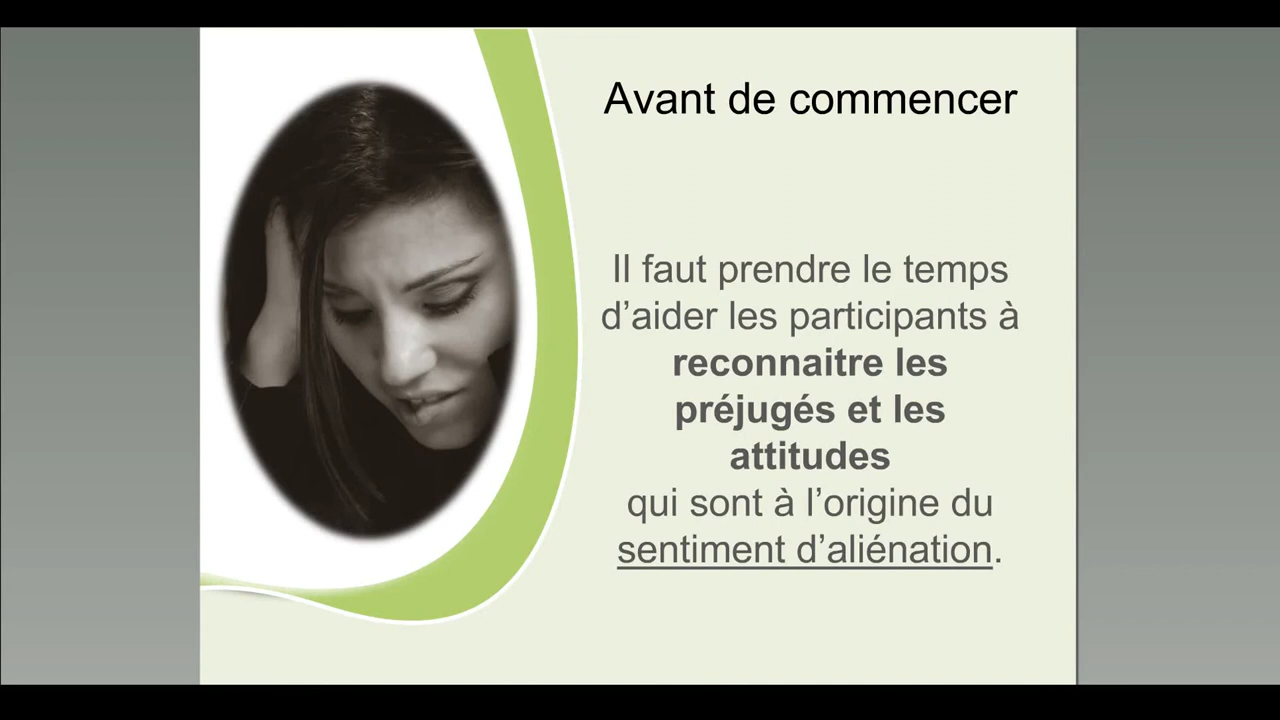 Avant de commencer
Il faut prendre le temps
d’aider les participants à
reconnaitre les
préjugés et les
attitudes
qui sont à l’origine du
sentiment d’aliénation.